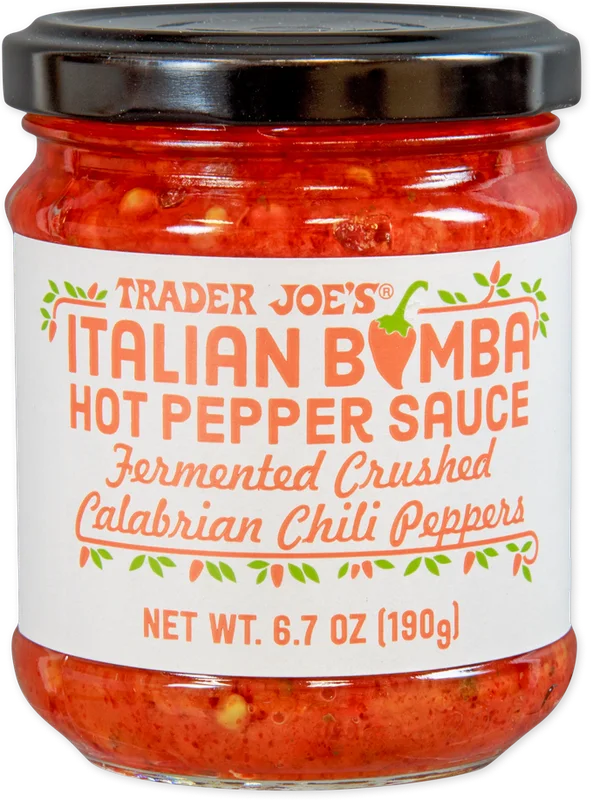 TRADER JOE'S®
ITALIAN BOMBA
HOT PEPPER SAUCE
Fermented Crushed
Calabrian Chili Peppers
NET WT. 6.7 OZ (190g)